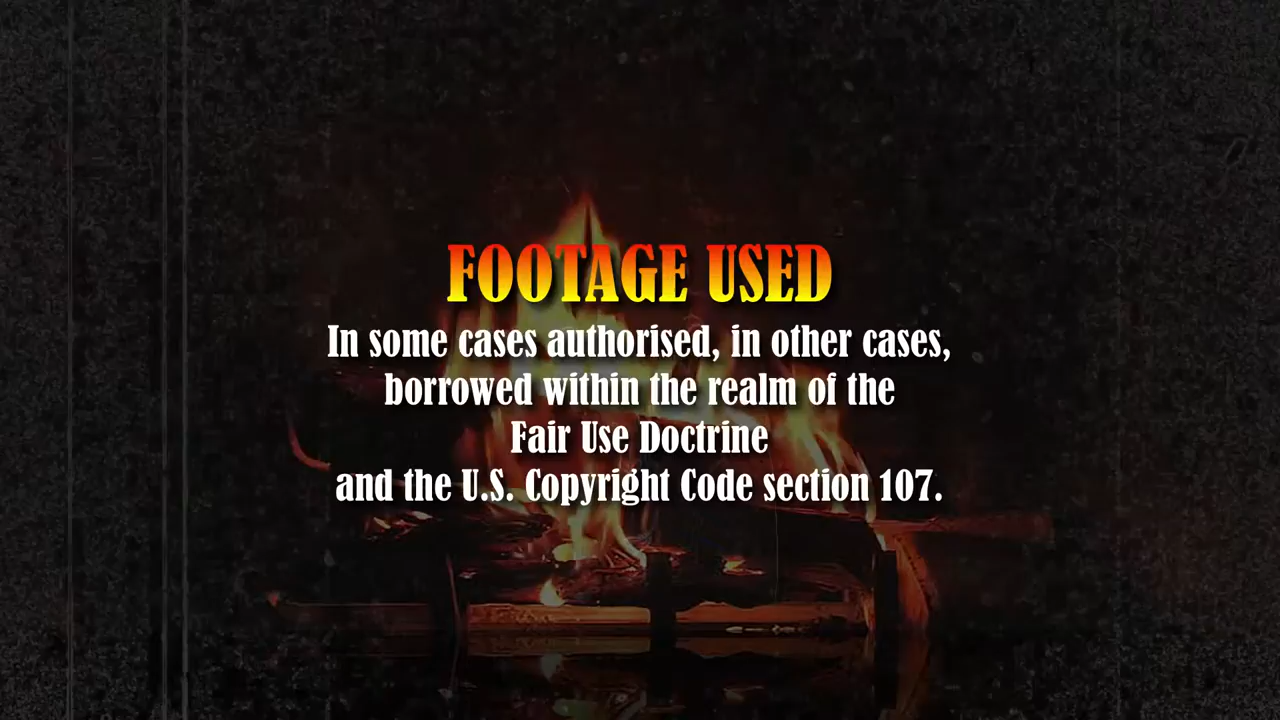 FOOTAGE USED
In some cases authorised, in other cases,
borrowed within the realm of the
Fair Use Doctrine
and the U.S. Copyright Code section 107.